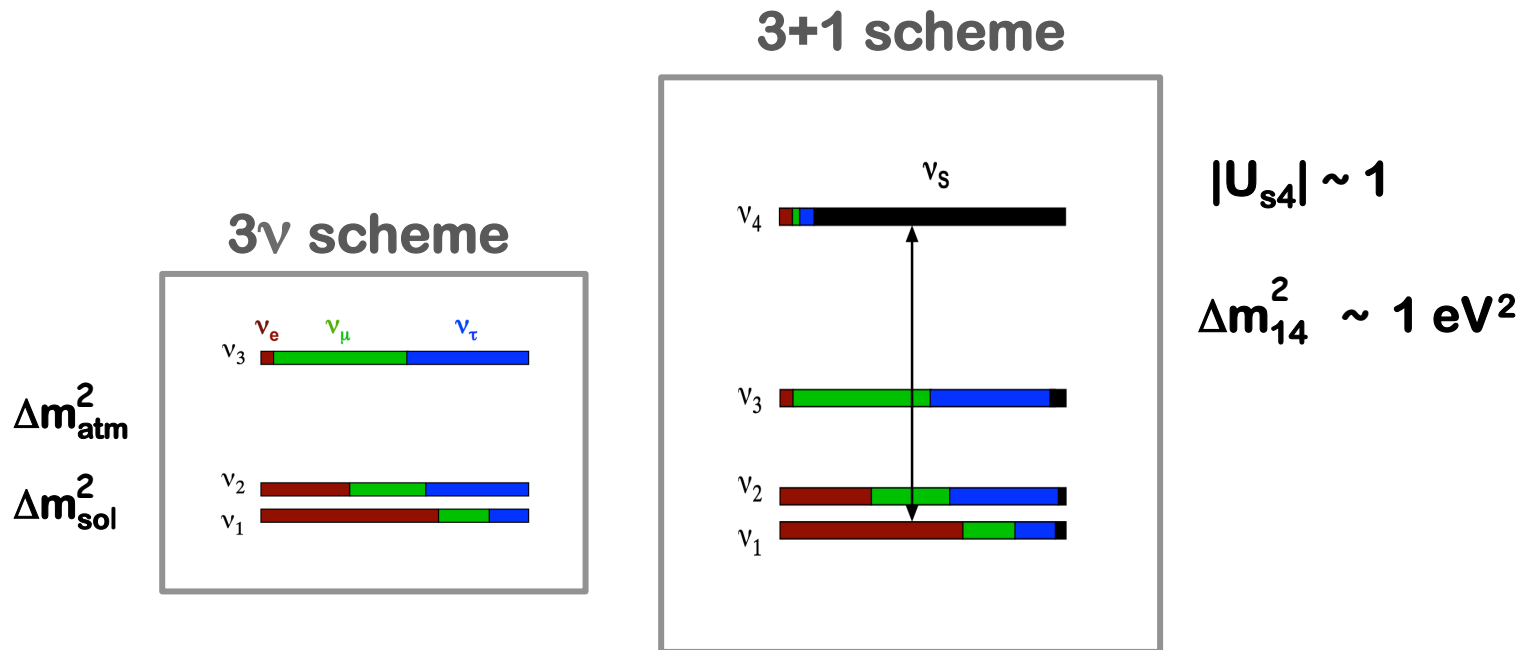 3+1 scheme
νS
|Us4| ~ 1
ν4
3ν scheme
Δm²14 ~ 1 eV²
νe νμ ντ
ν3
ν3
Δm²atm
ν2
ν2
Δm²sol
ν1
ν1